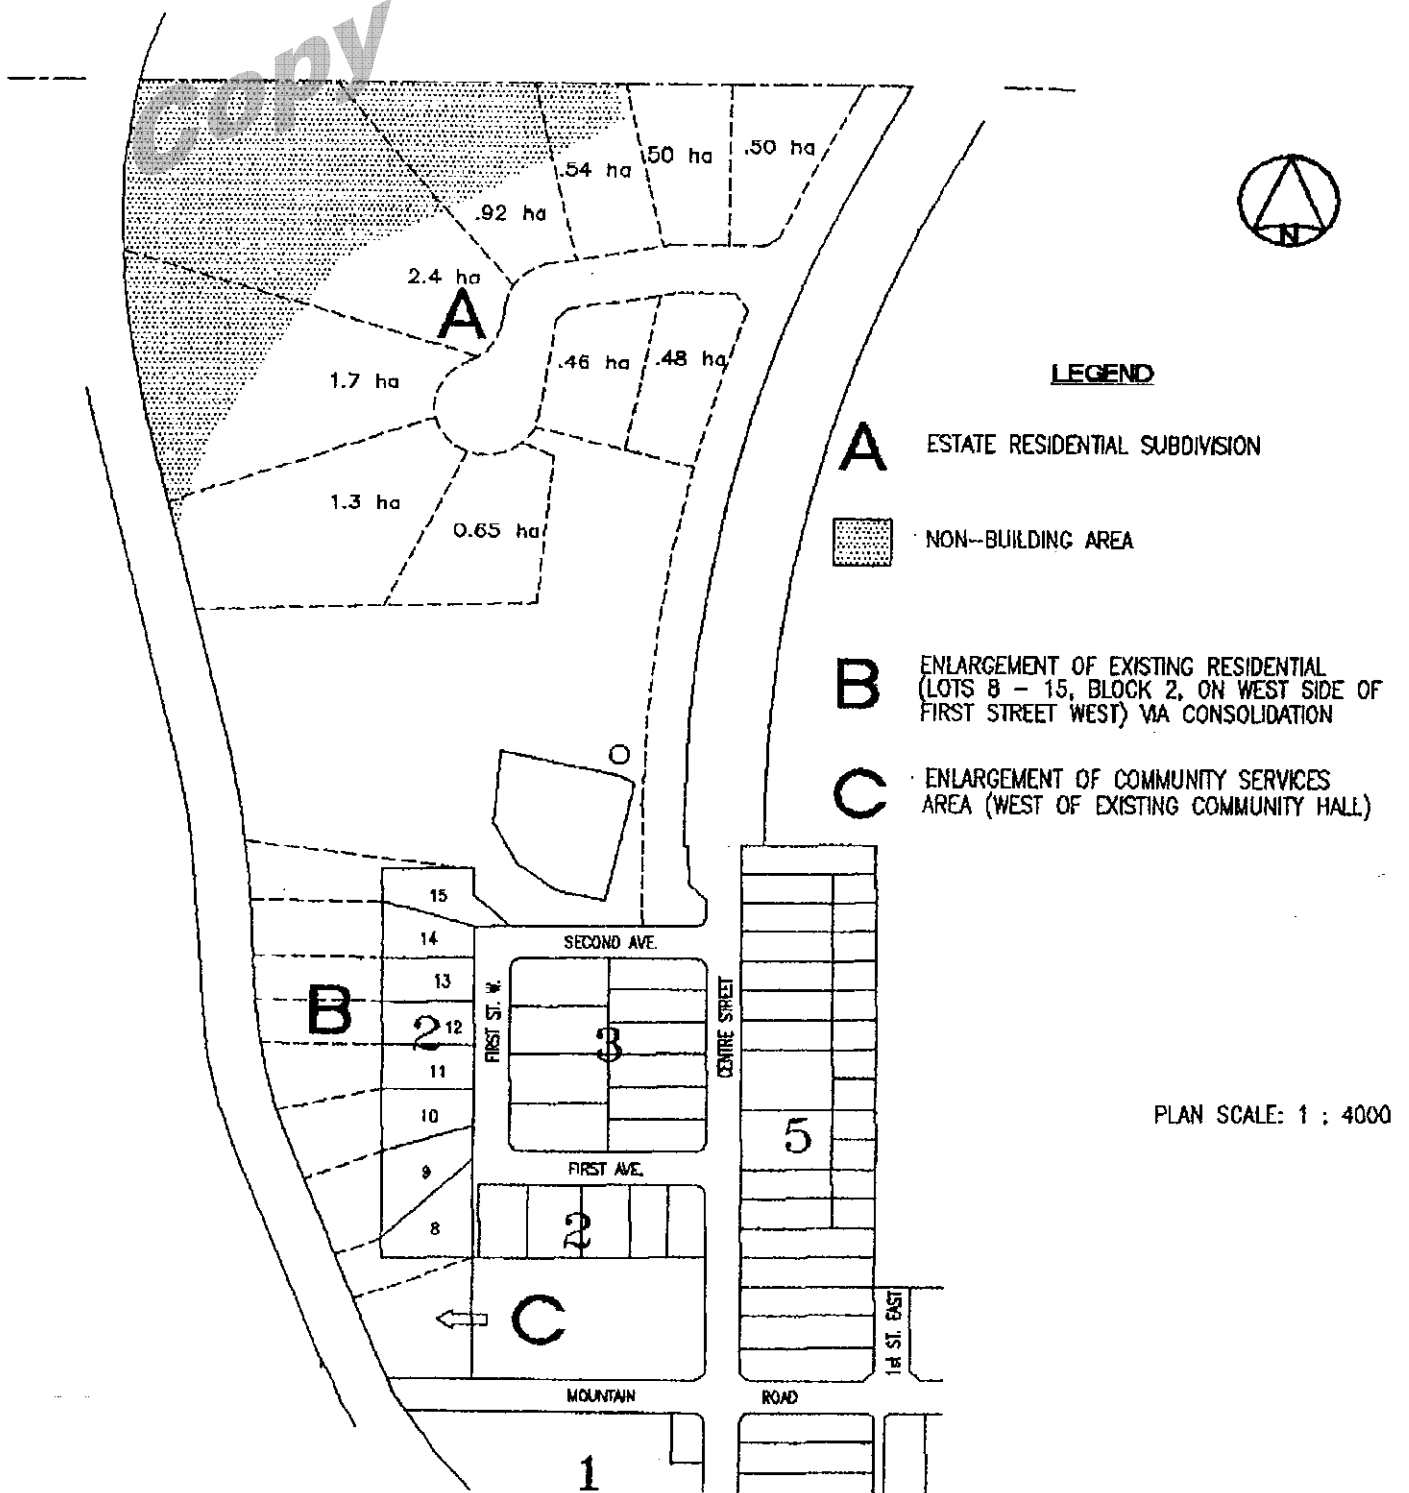 Copy
.54 ha
.50 ha
.50 ha
.92 ha
2.4 ha
A
.46 ha
.48 ha
1.7 ha
1.3 ha
0.65 ha
N
LEGEND
A ESTATE RESIDENTIAL SUBDIVISION
NON-BUILDING AREA
B ENLARGEMENT OF EXISTING RESIDENTIAL
(LOTS 8 - 15, BLOCK 2, ON WEST SIDE OF
FIRST STREET WEST) VIA CONSOLIDATION
C ENLARGEMENT OF COMMUNITY SERVICES
AREA (WEST OF EXISTING COMMUNITY HALL)
15
14
13
B
2
12
11
10
9
8
SECOND AVE.
FIRST ST. W.
3
CENTRE STREET
5
FIRST AVE.
2
C
1st ST. EAST
MOUNTAIN ROAD
1
PLAN SCALE: 1 : 4000